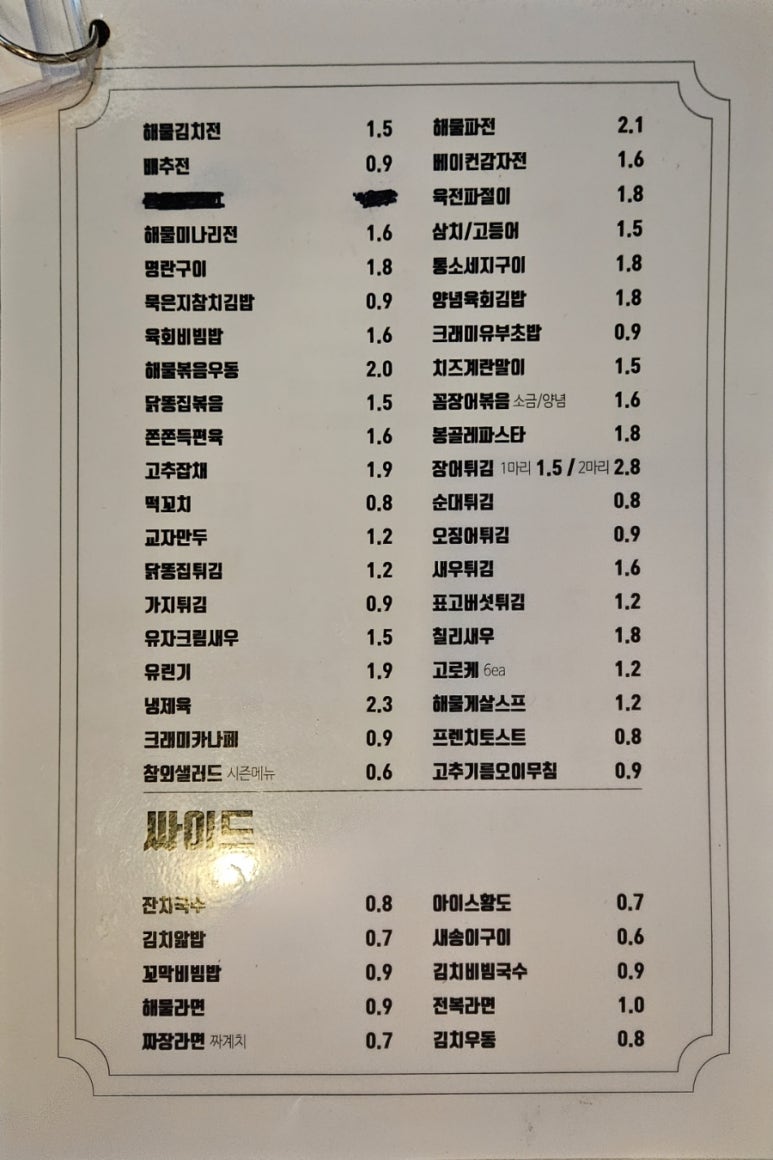 해물김치전 1.5
배추전 0.9
해물미나리전 1.6
명란구이 1.8
묵은지참치김밥 0.9
육회비빔밥 1.6
해물볶음우동 2.0
닭똥집볶음 1.5
쫀쫀득편육 1.6
고추잡채 1.9
떡꼬치 0.8
교자만두 1.2
닭똥집튀김 1.2
가지튀김 0.9
유자크림새우 1.5
유린기 1.9
냉제육 2.3
크래미카나페 0.9
참외샐러드 시즌메뉴 0.6
해물파전 2.1
베이컨감자전 1.6
육전파절이 1.8
삼치/고등어 1.5
통소세지구이 1.8
양념육회김밥 1.8
크래미유부초밥 0.9
치즈계란말이 1.5
꼼장어볶음 소금/양념 1.6
봉골레파스타 1.8
장어튀김 1마리 1.5 / 2마리 2.8
순대튀김 0.8
오징어튀김 0.9
새우튀김 1.6
표고버섯튀김 1.2
칠리새우 1.8
고로케 6ea 1.2
해물게살스프 1.2
프렌치토스트 0.8
고추기름오이무침 0.9
싸이드
잔치국수 0.8
김치알밥 0.7
꼬막비빔밥 0.9
해물라면 0.9
짜장라면 짜계치 0.7
아이스황도 0.7
새송이구이 0.6
김치비빔국수 0.9
전복라면 1.0
김치우동 0.8